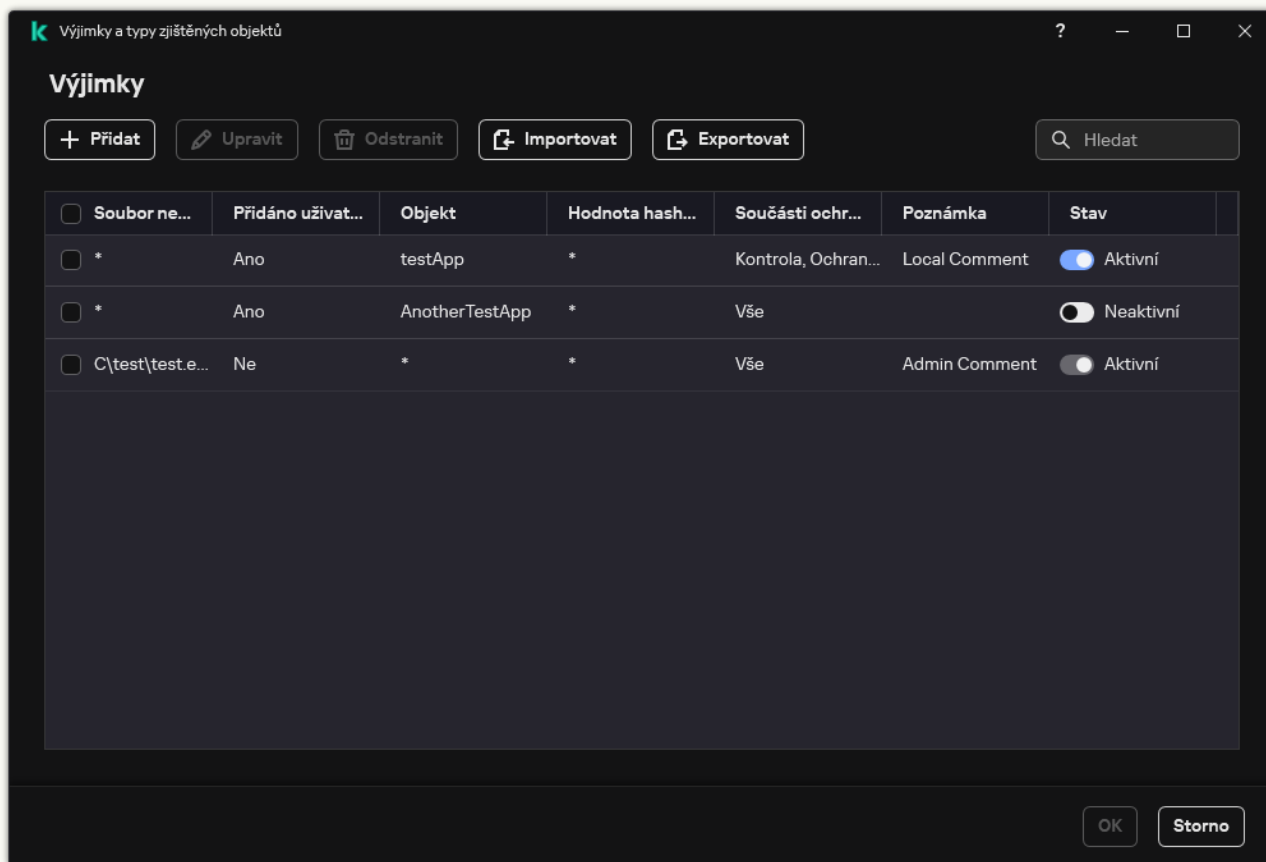 Výjimky a typy zjištěných objektů ?
Výjimky
Přidat Upravit Odstranit Importovat Exportovat Hledat
Soubor ne... Přidáno uživat... Objekt Hodnota hash... Součásti ochr... Poznámka Stav
* Ano testApp * Kontrola, Ochran... Local Comment Aktivní
* Ano AnotherTestApp * Vše Neaktivní
C\test\test.e... Ne * * Vše Admin Comment Aktivní
OK Storno